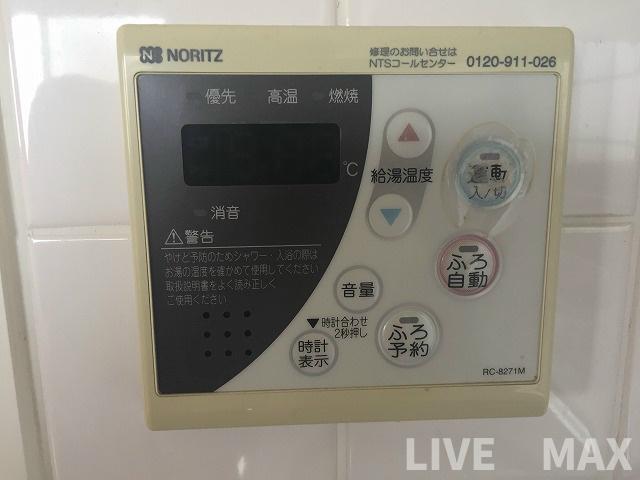 NORITZ
修理のお問い合せは
NTSコールセンター 0120-911-026
優先 高温 燃焼
℃
消音
警告
やけど予防のためシャワー・入浴の際は
お湯の温度を確かめて使用してください
取扱説明書をよく読み正しく
ご使用ください
給湯温度
運動
入/切
ふろ
自動
音量
▼時計合わせ
2秒押し
時計
表示
ふろ
予約
RC-8271M
LIVE MAX